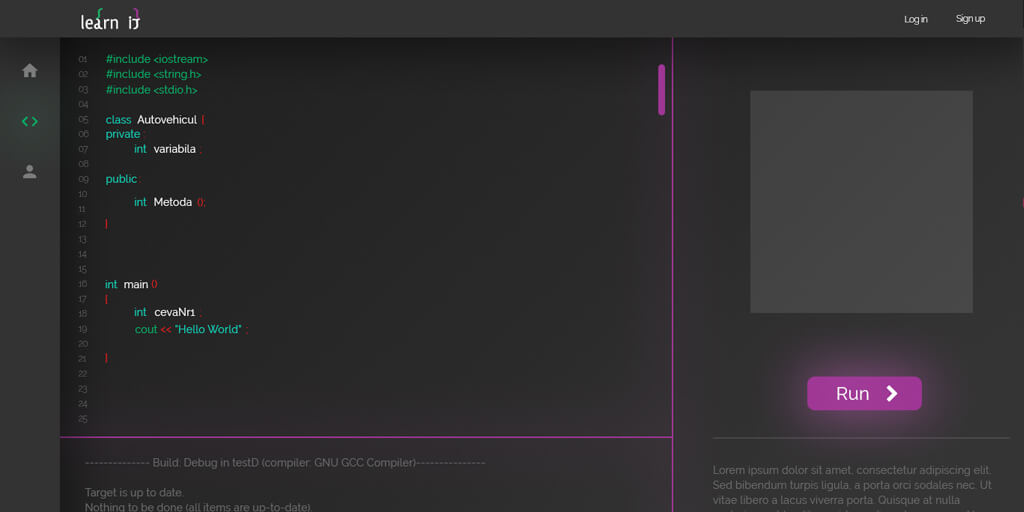 learn it
Log in
Sign up
01 #include <iostream>
02 #include <string.h>
03 #include <stdio.h>
04
05 class Autovehicul {
06 private :
07 int variabila ;
08
09 public :
10 int Metoda ();
11
12 }
13
14
15
16 int main ()
17 {
18 int cevaNr1 ;
19 cout << "Hello World" ;
20
21 }
22
23
24
25
Run
-------------- Build: Debug in testD (compiler: GNU GCC Compiler)---------------
Target is up to date.
Nothing to be done (all items are up-to-date).
Lorem ipsum dolor sit amet, consectetur adipiscing elit.
Sed bibendum turpis ligula, a porta orci sodales nec. Ut
vitae libero a lacus viverra porta. Quisque at nulla